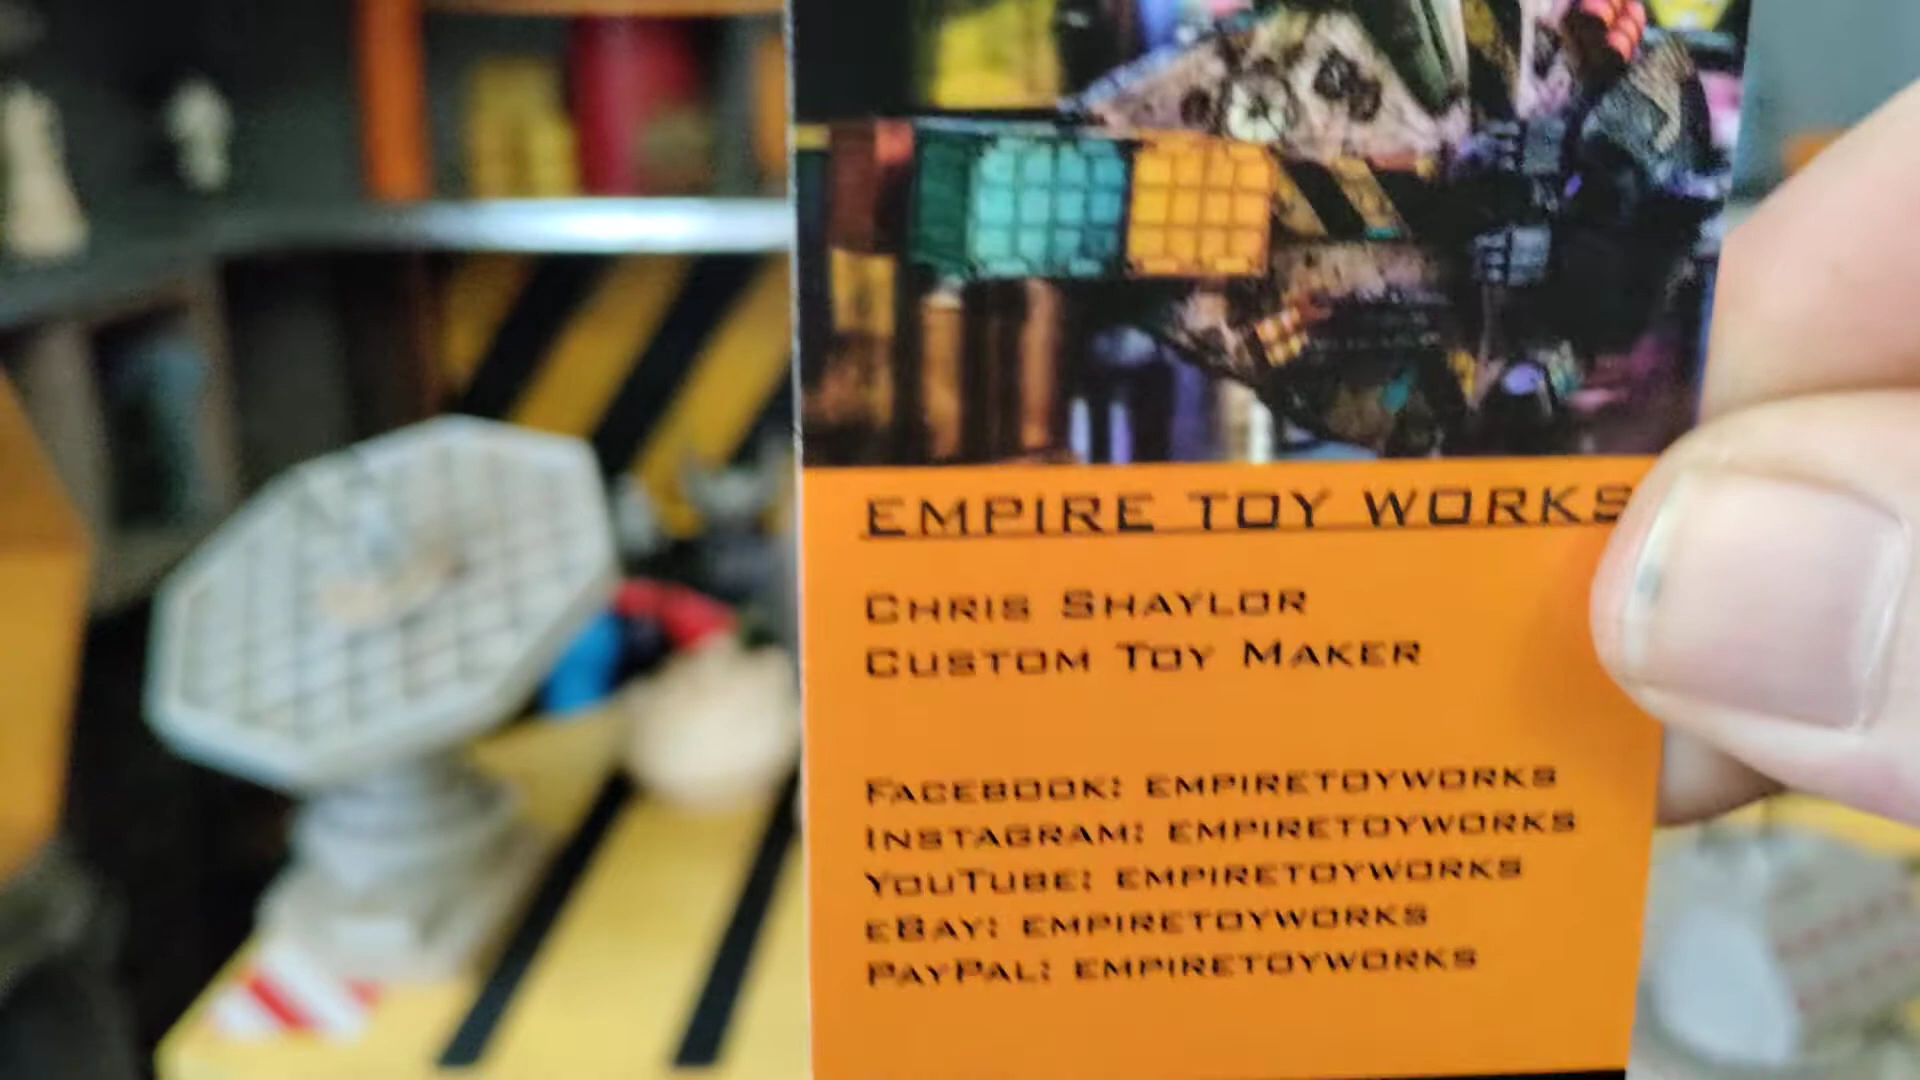 EMPIRE TOY WORKS
CHRIS SHAYLOR
CUSTOM TOY MAKER
FACEBOOK: EMPIRETOYWORKS
INSTAGRAM: EMPIRETOYWORKS
YOUTUBE: EMPIRETOYWORKS
EBAY: EMPIRETOYWORKS
PAYPAL: EMPIRETOYWORKS